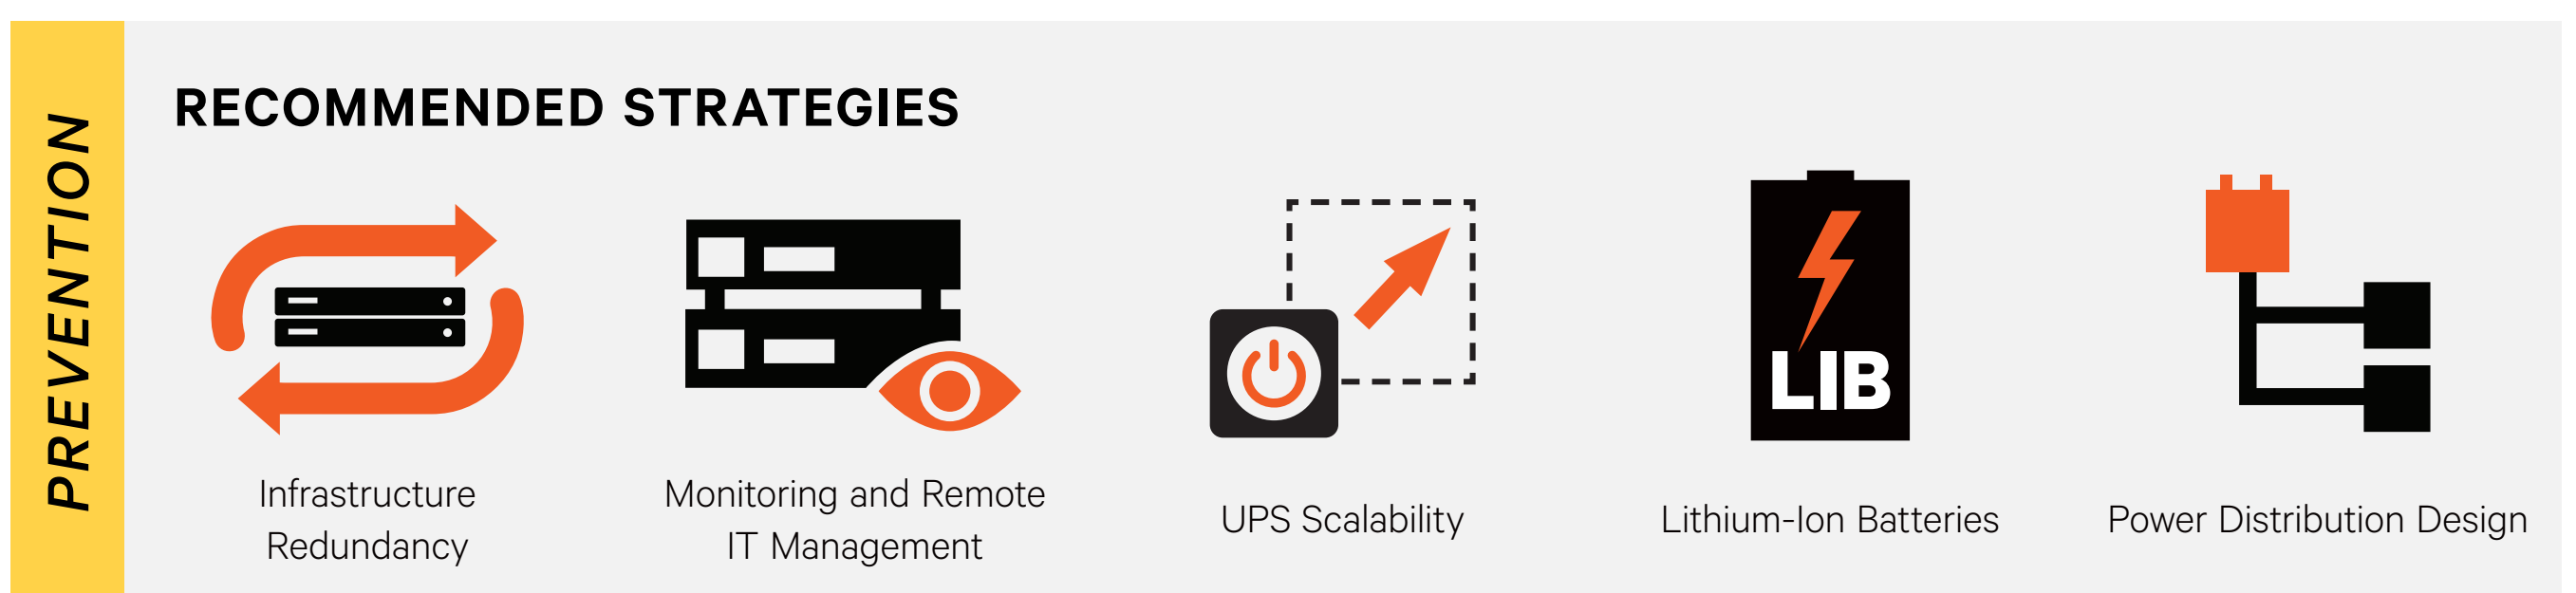 PREVENTION
RECOMMENDED STRATEGIES
LIB
Infrastructure
Redundancy
Monitoring and Remote
IT Management
UPS Scalability
Lithium-Ion Batteries
Power Distribution Design